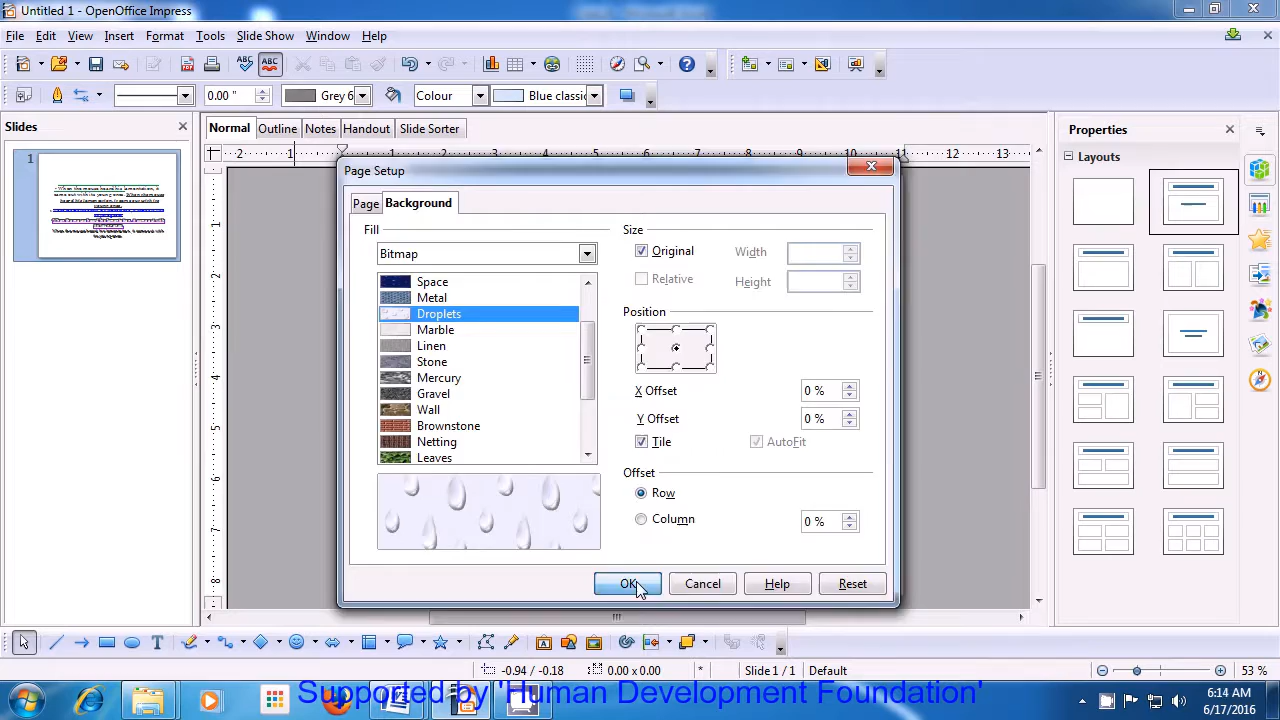 Untitled 1 - OpenOffice Impress
File Edit View Insert Format Tools Slide Show Window Help
0.00 " Grey 6 Colour Blue classic
Slides
Normal Outline Notes Handout Slide Sorter
Properties
Layouts
Page Setup
Page Background
Fill
Bitmap
Space
Metal
Droplets
Marble
Linen
Stone
Mercury
Gravel
Wall
Brownstone
Netting
Leaves
Size
Original Width
Relative Height
Position
X Offset 0 %
Y Offset 0 %
Tile AutoFit
Offset
Row
Column 0 %
OK Cancel Help Reset
-0.94 / -0.18 0.00 x 0.00 * Slide 1 / 1 Default 53 %
Supported by 'Human Development Foundation'
6:14 AM
6/17/2016